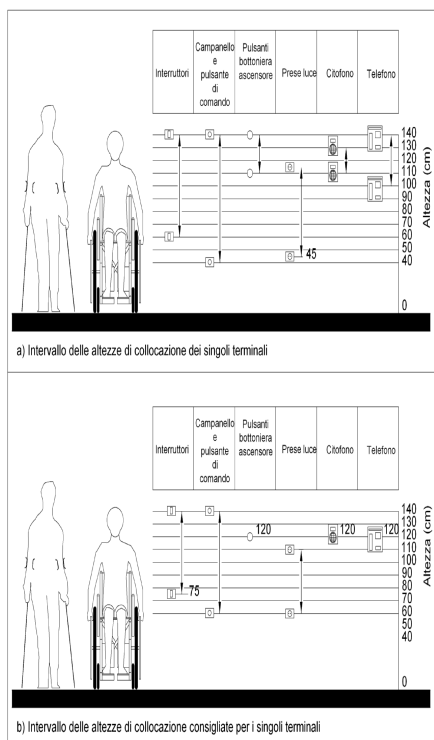 Interruttori
Campanello
e
pulsante
di
comando
Pulsanti
bottoniera
ascensore
Prese luce
Citofono
Telefono
140
130
120
110
100
90
80
70
60
50
40
0
Altezza (cm)
45
a) Intervallo delle altezze di collocazione dei singoli terminali
Interruttori
Campanello
e
pulsante
di
comando
Pulsanti
bottoniera
ascensore
Prese luce
Citofono
Telefono
140
130
120 120 120 120
110
100
90
80
75 70
60
50
40
0
Altezza (cm)
b) Intervallo delle altezze di collocazione consigliate per i singoli terminali